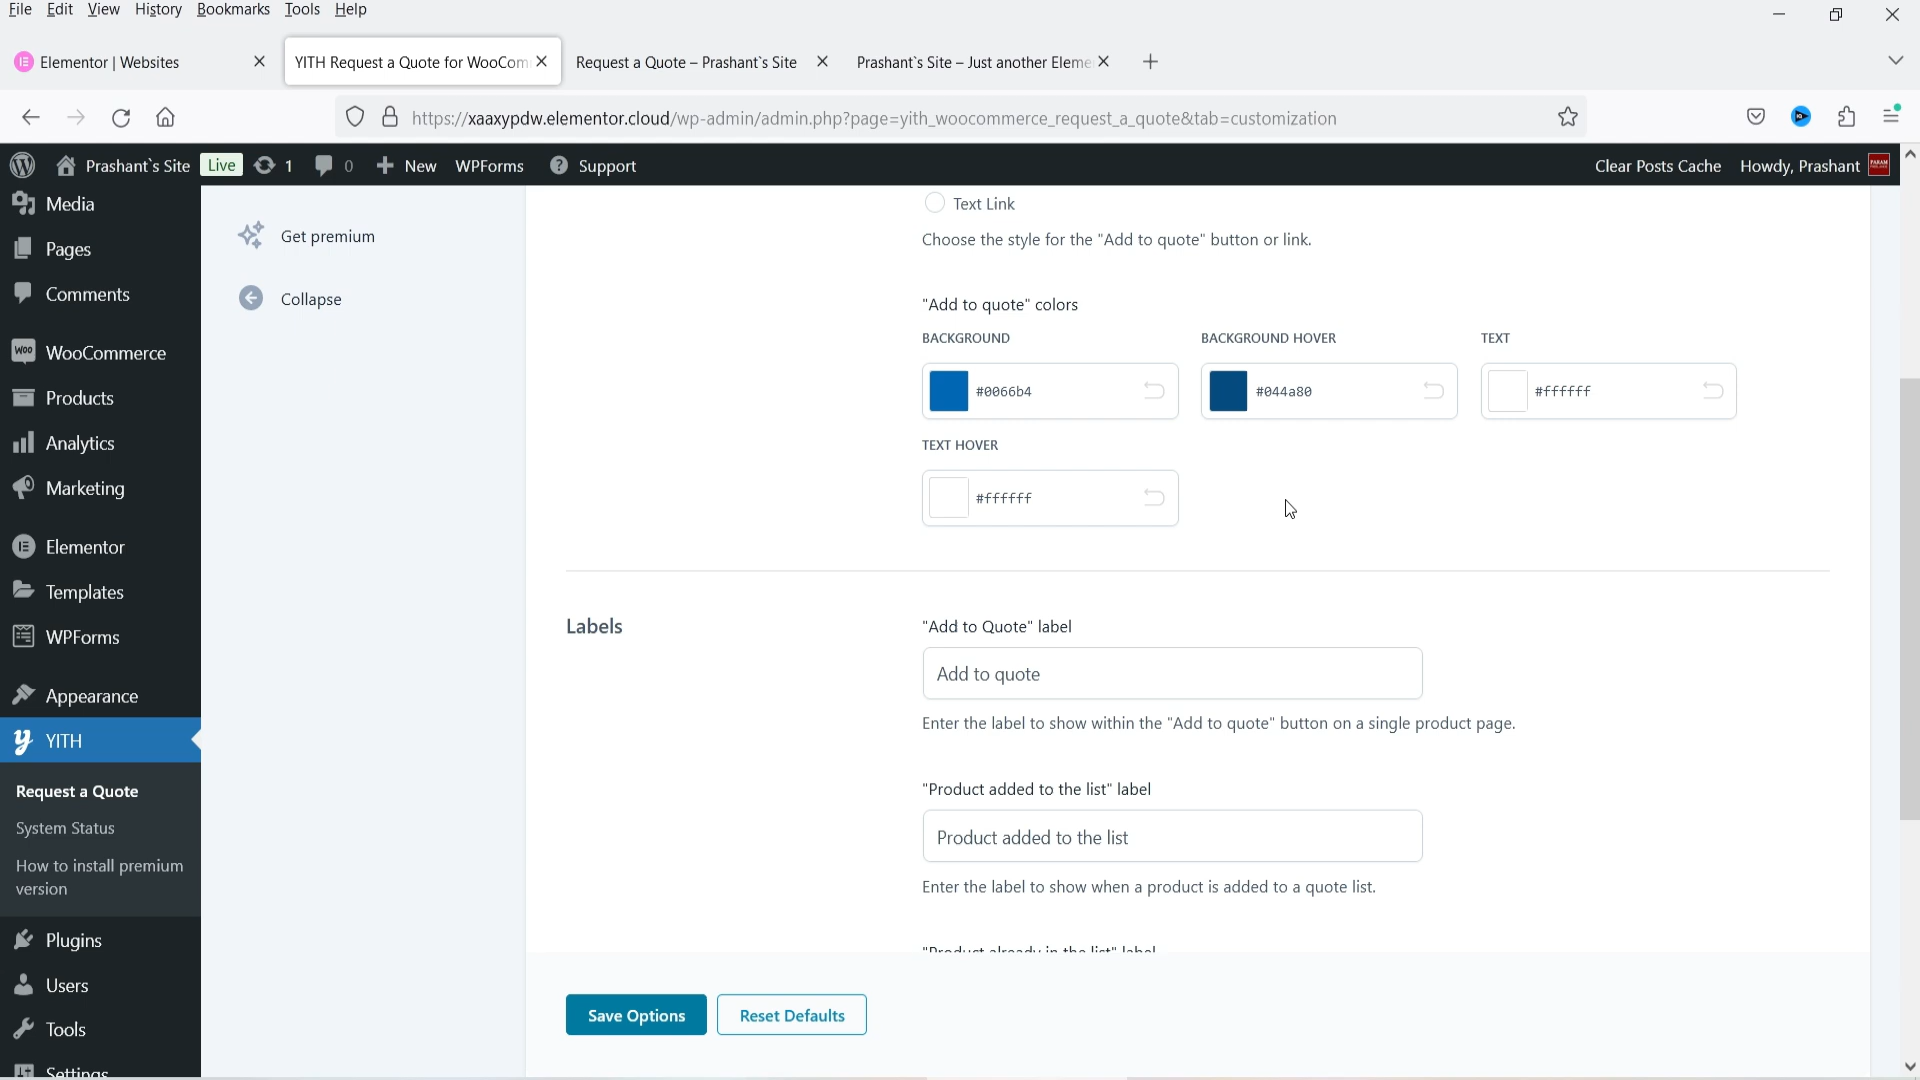 File Edit View History Bookmarks Tools Help
Elementor | Websites
YITH Request a Quote for WooCom
Request a Quote – Prashant`s Site
Prashant`s Site – Just another Eleme
https://xaaxypdw.elementor.cloud/wp-admin/admin.php?page=yith_woocommerce_request_a_quote&tab=customization
Prashant`s Site Live 1 0 New WPForms Support Clear Posts Cache Howdy, Prashant
Media
Pages
Comments
WooCommerce
Products
Analytics
Marketing
Elementor
Templates
WPForms
Appearance
YITH
Request a Quote
System Status
How to install premium
version
Plugins
Users
Tools
Settings
Get premium
Collapse
Text Link
Choose the style for the "Add to quote" button or link.
"Add to quote" colors
BACKGROUND BACKGROUND HOVER TEXT
#0066b4 #044a80 #ffffff
TEXT HOVER
#ffffff
Labels
"Add to Quote" label
Add to quote
Enter the label to show within the "Add to quote" button on a single product page.
"Product added to the list" label
Product added to the list
Enter the label to show when a product is added to a quote list.
"Product already in the list" label
Save Options Reset Defaults